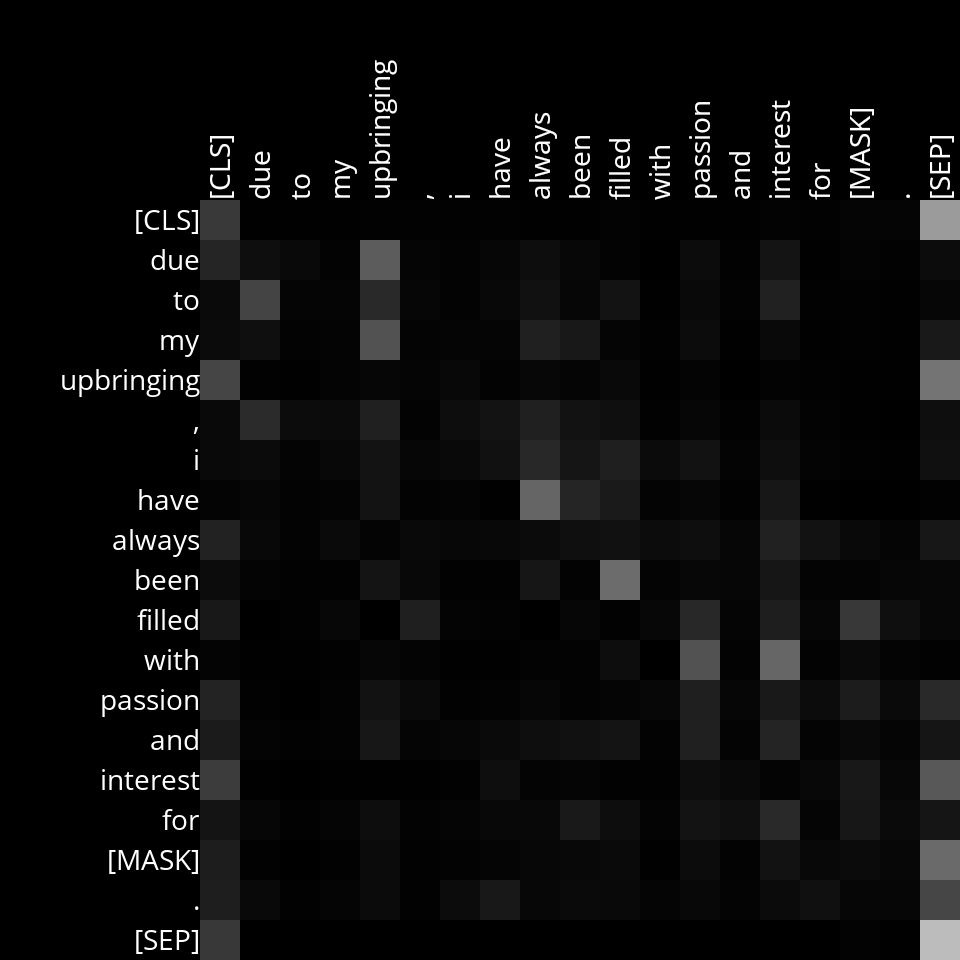 [CLS] due to my upbringing , i have always been filled with passion and interest for [MASK] . [SEP]
[CLS]
due
to
my
upbringing
,
i
have
always
been
filled
with
passion
and
interest
for
[MASK]
.
[SEP]